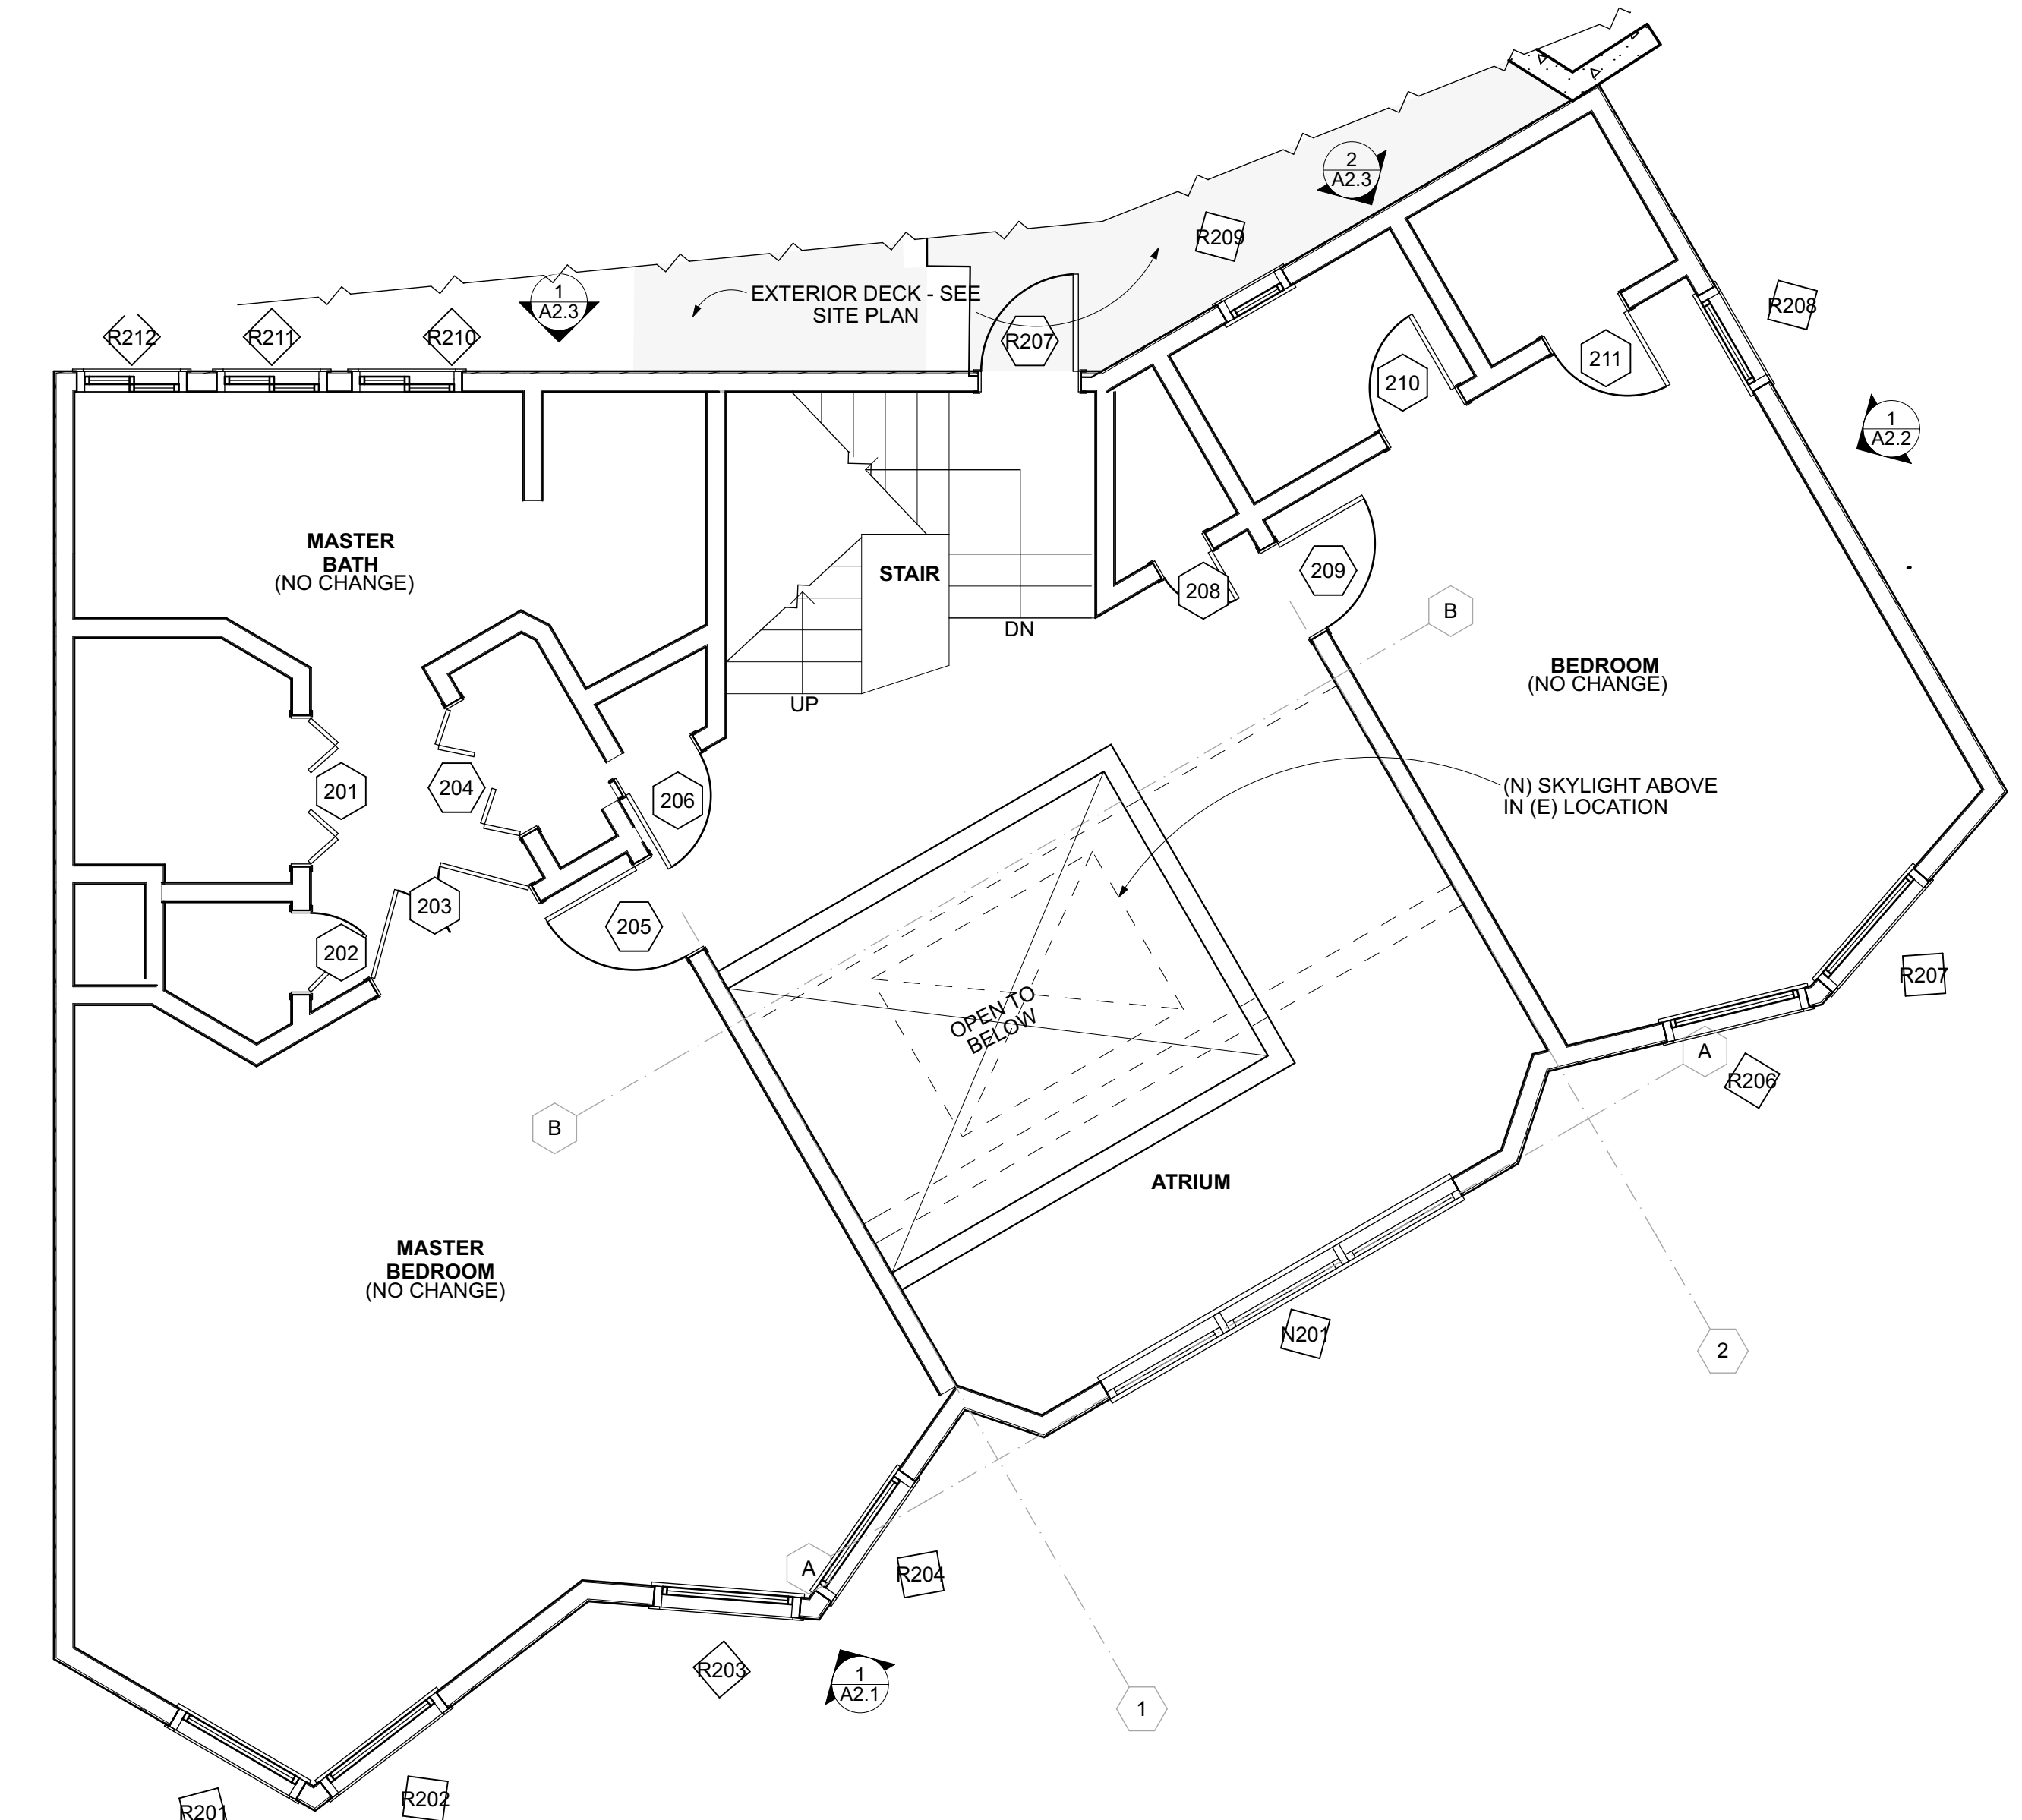 2
A2.3
R209
1
A2.3
EXTERIOR DECK - SEE
SITE PLAN
R208
R212
R211
R210
R207
211
210
1
A2.2
MASTER
BATH
(NO CHANGE)
STAIR
209
208
B
DN
BEDROOM
(NO CHANGE)
UP
(N) SKYLIGHT ABOVE
IN (E) LOCATION
201
204
206
203
205
202
R207
OPEN TO
BELOW
A
R206
B
ATRIUM
MASTER
BEDROOM
(NO CHANGE)
N201
2
A
R204
R203
1
A2.1
1
R202
R201